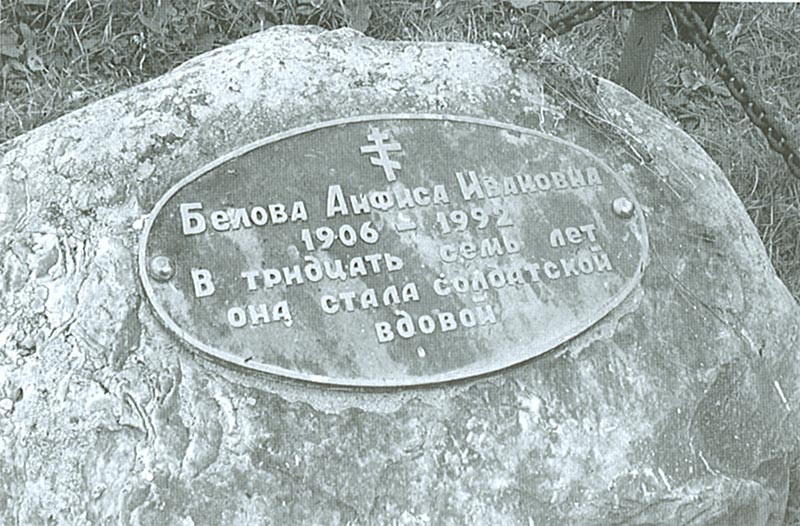 Белова Анфиса Ивановна
1906 - 1992
В тридцать семь лет
она стала солдатской
вдовой